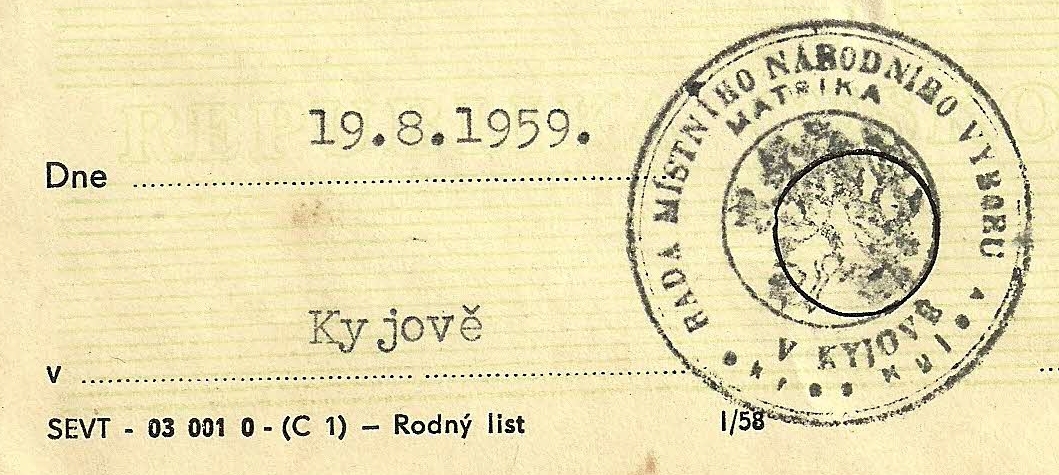 19.8.1959.
Dne
RADA MÍSTNÍHO NÁRODNÍHO VÝBORU
MATRIKA
V KYJOVĚ
Kyjově
v
SEVT - 03 001 0 - (C 1) – Rodný list
I/58